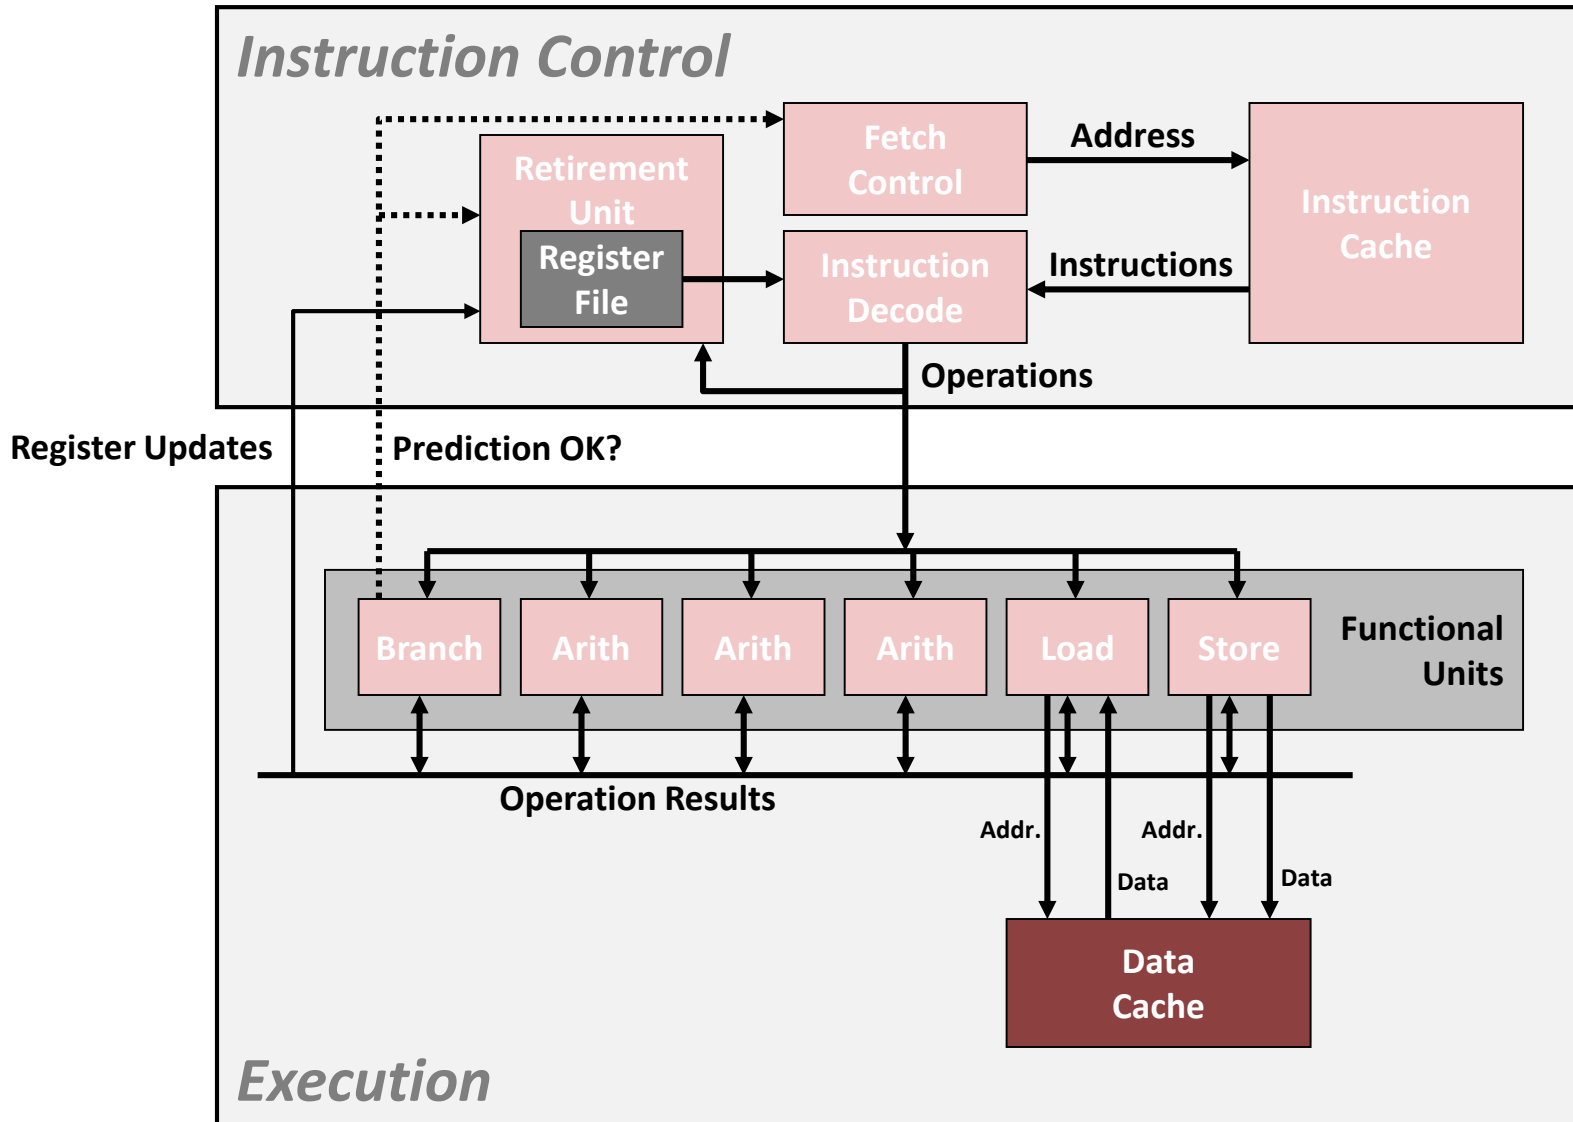 Instruction Control
Fetch
Control
Address
Retirement
Unit
Instruction
Cache
Register
File
Instruction
Decode
Instructions
Operations
Register Updates
Prediction OK?
Branch
Arith
Arith
Arith
Load
Store
Functional
Units
Operation Results
Addr.
Addr.
Data
Data
Data
Cache
Execution